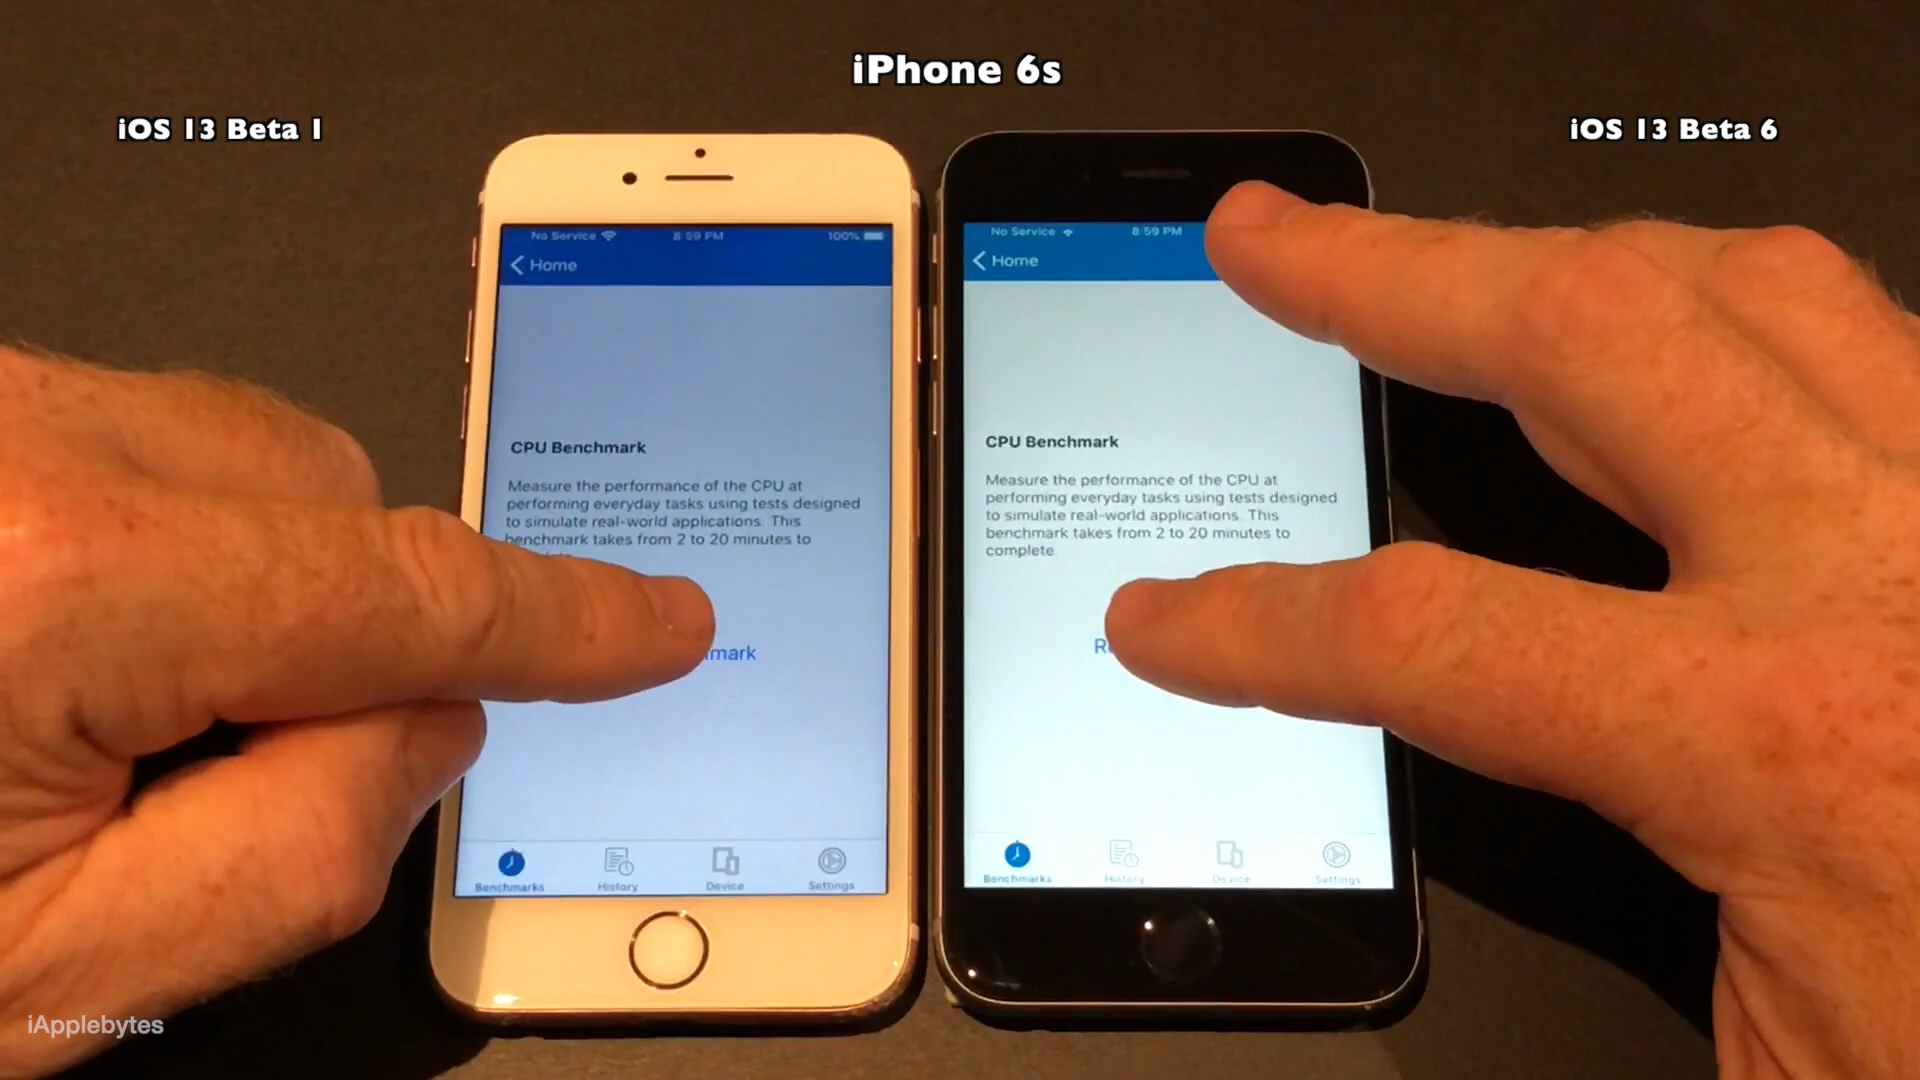 iPhone 6s
iOS 13 Beta 1
iOS 13 Beta 6
No Service 8:59 PM 100%
Home
CPU Benchmark
Measure the performance of the CPU at
performing everyday tasks using tests designed
to simulate real-world applications. This
benchmark takes from 2 to 20 minutes to
mark
Benchmarks History Device Settings
No Service 8:59 PM
Home
CPU Benchmark
Measure the performance of the CPU at
performing everyday tasks using tests designed
to simulate real-world applications. This
benchmark takes from 2 to 20 minutes to
complete.
R
Benchmarks History Device Settings
iApplebytes